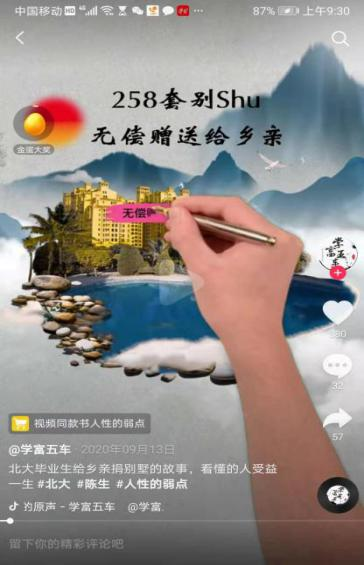 中国移动 HD 4G 87% 上午9:30
258套别Shu
无偿赠送给乡亲
金蛋大奖
无偿
学富五车
330
32
57
视频同款书人性的弱点
@学富五车 · 2020年09月13日
北大毕业生给乡亲捐别墅的故事，看懂的人受益
一生 #北大 #陈生 #人性的弱点
的原声 - 学富五车 @学富
留下你的精彩评论吧